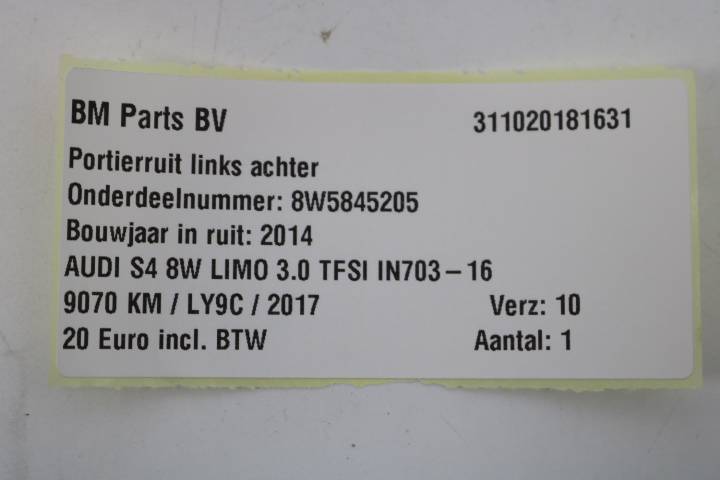 BM Parts BV 311020181631
Portierruit links achter
Onderdeelnummer: 8W5845205
Bouwjaar in ruit: 2014
AUDI S4 8W LIMO 3.0 TFSI IN703-16
9070 KM / LY9C / 2017 Verz: 10
20 Euro incl. BTW Aantal: 1